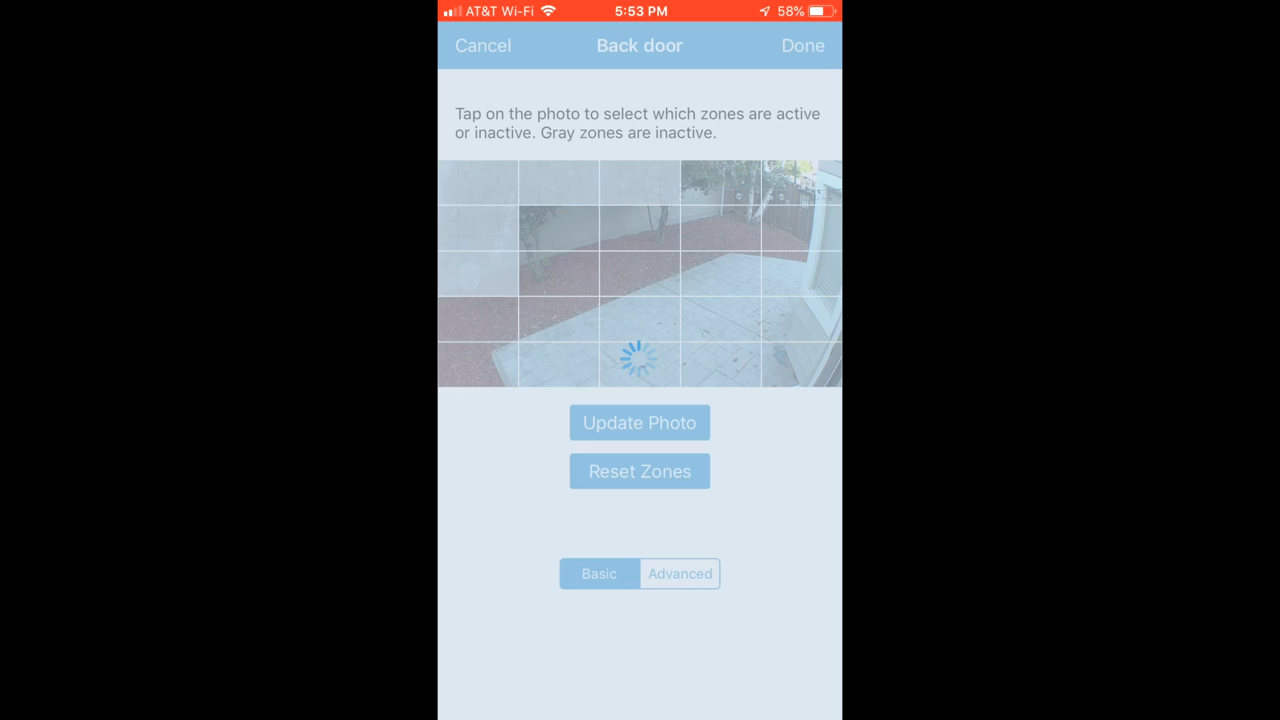 AT&T Wi-Fi 5:53 PM 58%
Cancel Back door Done
Tap on the photo to select which zones are active
or inactive. Gray zones are inactive.
Update Photo
Reset Zones
Basic Advanced